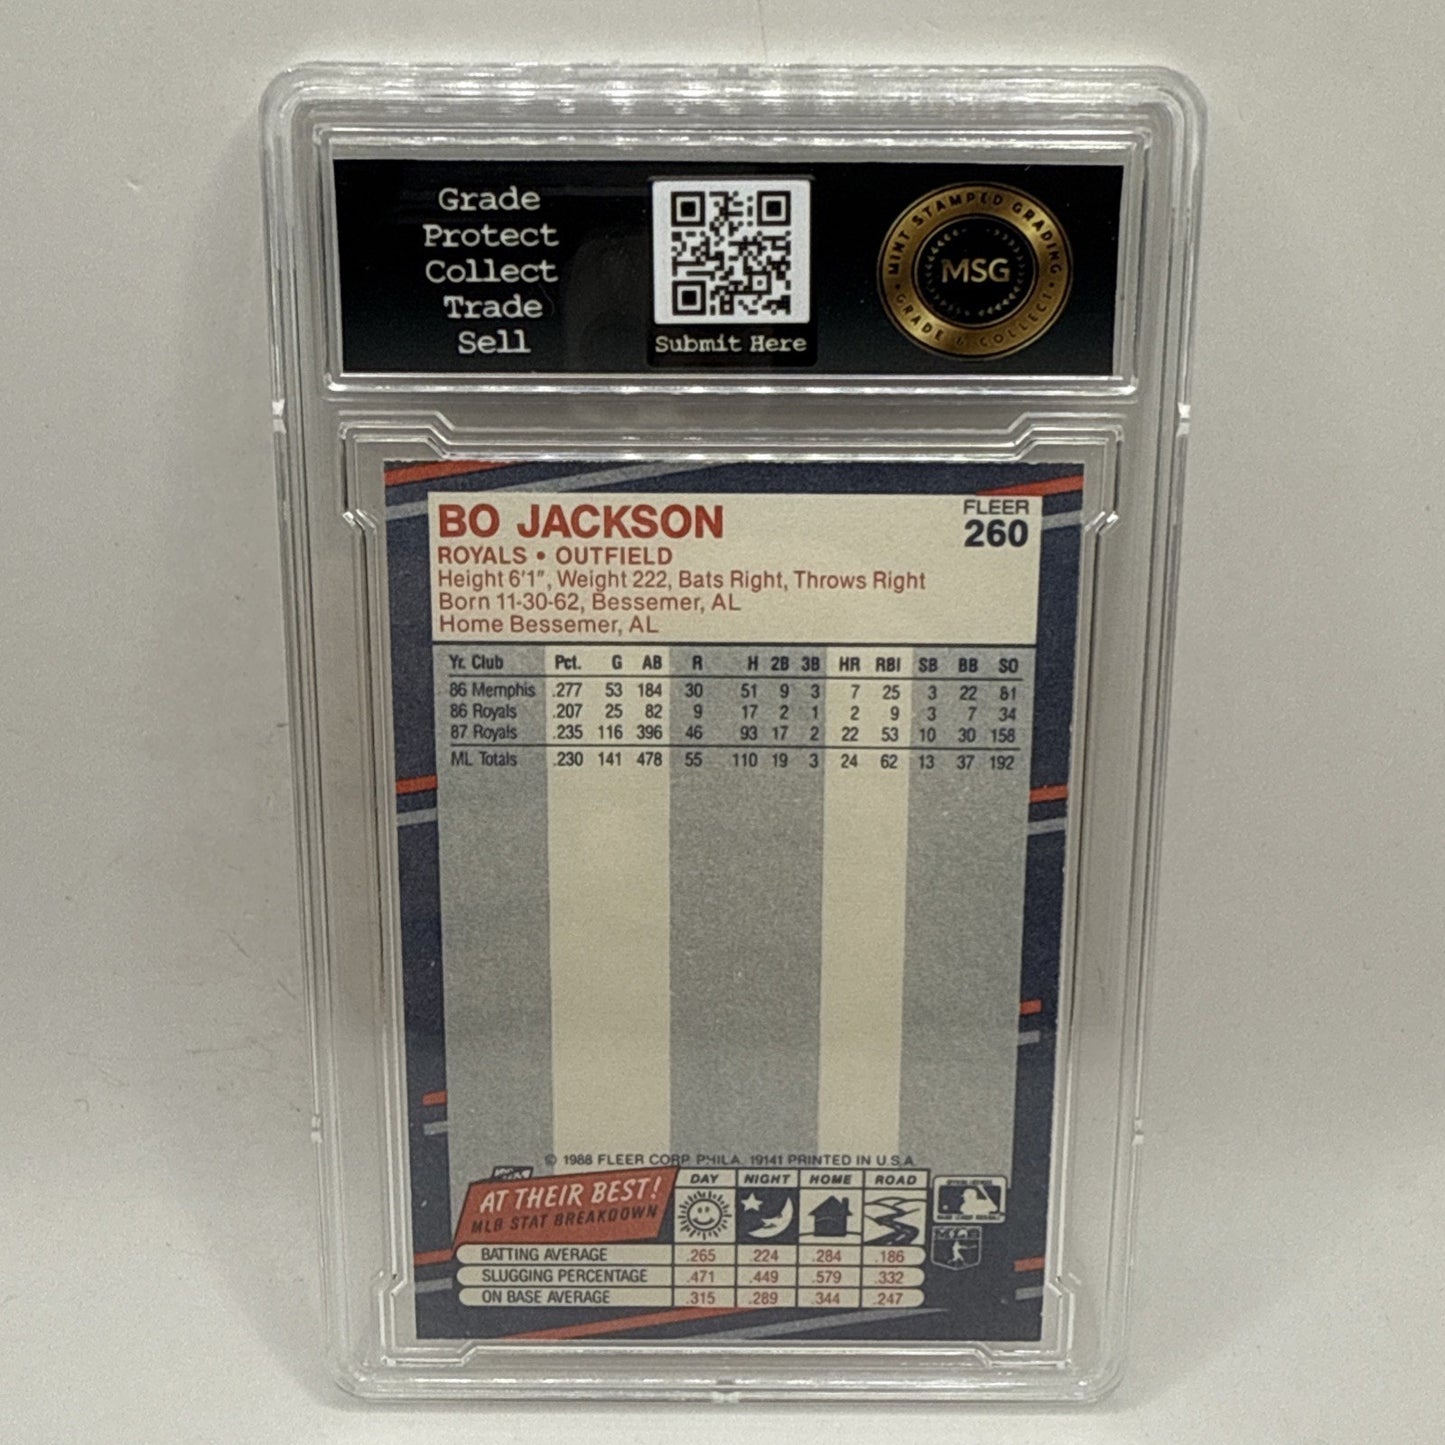 Grade
Protect
Collect
Trade
Sell
Submit Here
MINT STAMPED GRADING
MSG
GRADE & COLLECT
BO JACKSON
FLEER
260
ROYALS • OUTFIELD
Height 6'1", Weight 222, Bats Right, Throws Right
Born 11-30-62, Bessemer, AL
Home Bessemer, AL
Yr. Club Pct. G AB R H 2B 3B HR RBI SB BB SO
86 Memphis .277 53 184 30 51 9 3 7 25 3 22 81
86 Royals .207 25 82 9 17 2 1 2 9 3 7 34
87 Royals .235 116 396 46 93 17 2 22 53 10 30 158
ML Totals .230 141 478 55 110 19 3 24 62 13 37 192
© 1988 FLEER CORP. PHILA. 19141 PRINTED IN U.S.A.
AT THEIR BEST!
MLB STAT BREAKDOWN
DAY NIGHT HOME ROAD
BATTING AVERAGE .265 .224 .284 .186
SLUGGING PERCENTAGE .471 .449 .579 .332
ON BASE AVERAGE .315 .289 .344 .247